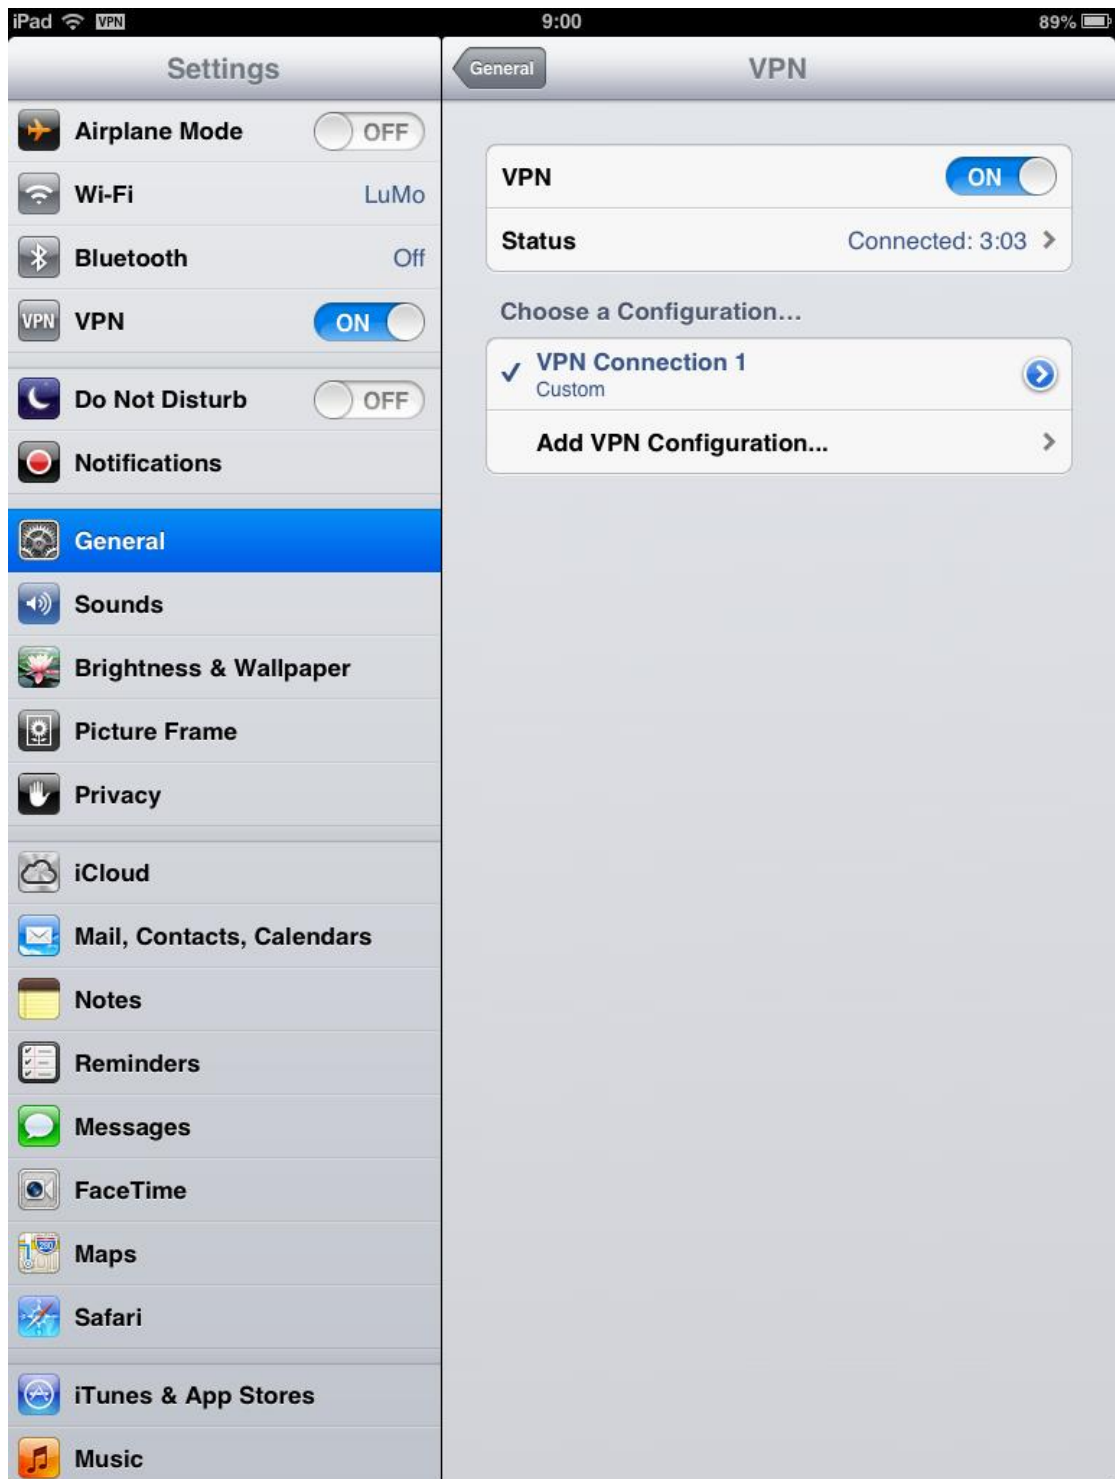 iPad VPN 9:00 89%
Settings
Airplane Mode OFF
Wi-Fi LuMo
Bluetooth Off
VPN VPN ON
Do Not Disturb OFF
Notifications
General
Sounds
Brightness & Wallpaper
Picture Frame
Privacy
iCloud
Mail, Contacts, Calendars
Notes
Reminders
Messages
FaceTime
Maps
Safari
iTunes & App Stores
Music
General VPN
VPN ON
Status Connected: 3:03
Choose a Configuration...
VPN Connection 1
Custom
Add VPN Configuration...